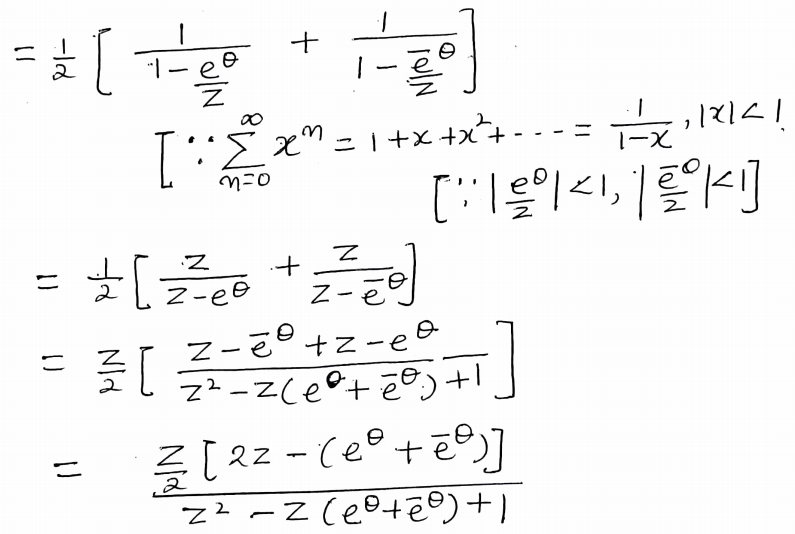 = 1/2 [ 1/(1 - e^θ/z) + 1/(1 - e^-θ/z) ]
[ ∵ ∑_{n=0}^{∞} x^n = 1 + x + x^2 + - - - = 1/(1-x), |x| < 1.
[ ∵ |e^θ/z| < 1, |e^-θ/z| < 1 ]
= 1/2 [ z/(z - e^θ) + z/(z - e^-θ) ]
= z/2 [ (z - e^-θ + z - e^θ)/(z^2 - z(e^θ + e^-θ) + 1) ]
= z/2 [ 2z - (e^θ + e^-θ) ] / (z^2 - z(e^θ + e^-θ) + 1)